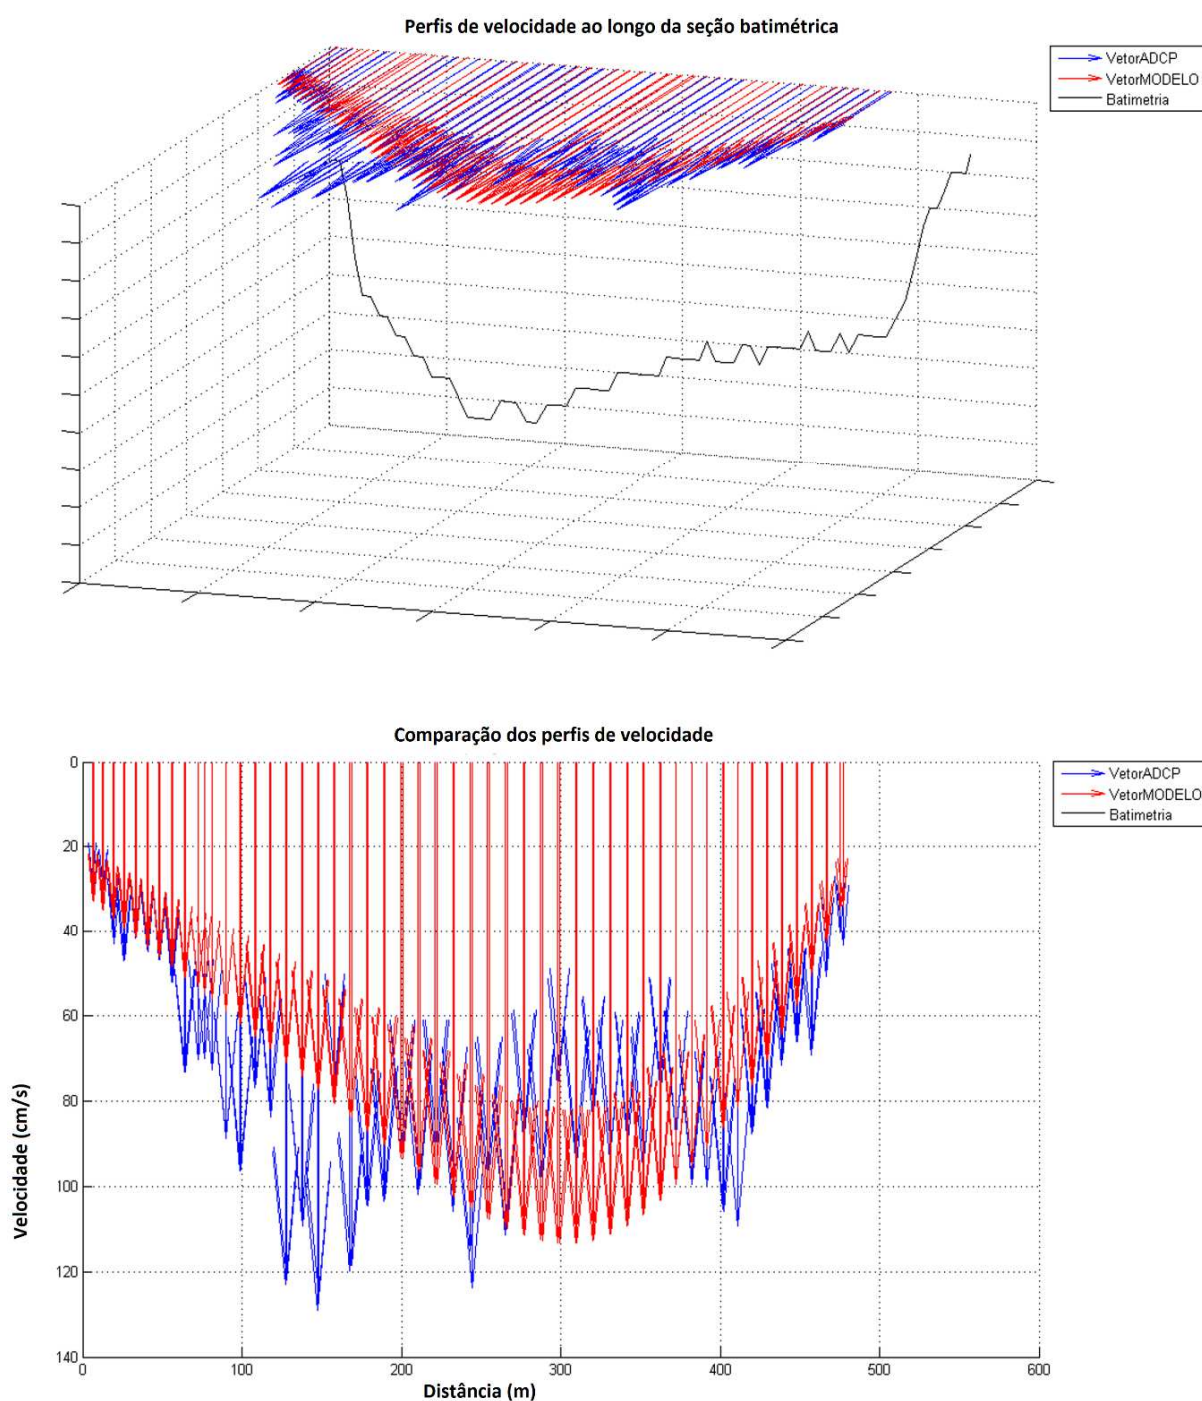 Perfis de velocidade ao longo da seção batimétrica
VetorADCP
VetorMODELO
Batimetria
Comparação dos perfis de velocidade
VetorADCP
VetorMODELO
Batimetria
0
20
40
60
80
100
120
140
Velocidade (cm/s)
0 100 200 300 400 500 600
Distância (m)